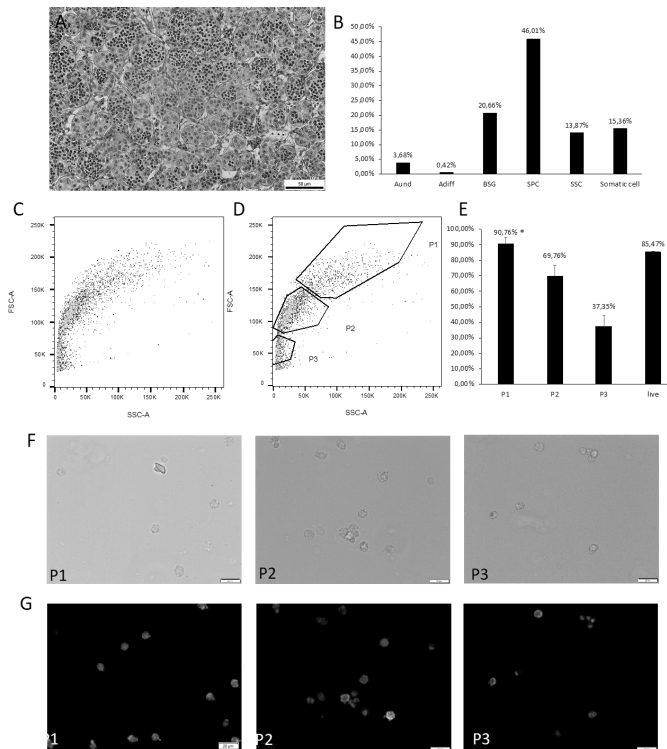 A
50 µm
B
50,00%
45,00%
40,00%
35,00%
30,00%
25,00%
20,00%
15,00%
10,00%
5,00%
0,00%
3,68%
0,42%
20,66%
46,01%
13,87%
15,36%
Aund
Adiff
BSG
SPC
SSC
Somatic cell
C
FSC-A
250K
200K
150K
100K
50K
0
0
50K
100K
150K
200K
250K
SSC-A
D
250K
200K
150K
100K
50K
0
P1
P2
P3
0
50K
100K
150K
200K
250K
SSC-A
E
100,00%
90,00%
80,00%
70,00%
60,00%
50,00%
40,00%
30,00%
20,00%
10,00%
0,00%
90,76% *
69,76%
37,35%
85,47%
P1
P2
P3
live
F
P1
P2
P3
G
P1
20 µm
P2
P3